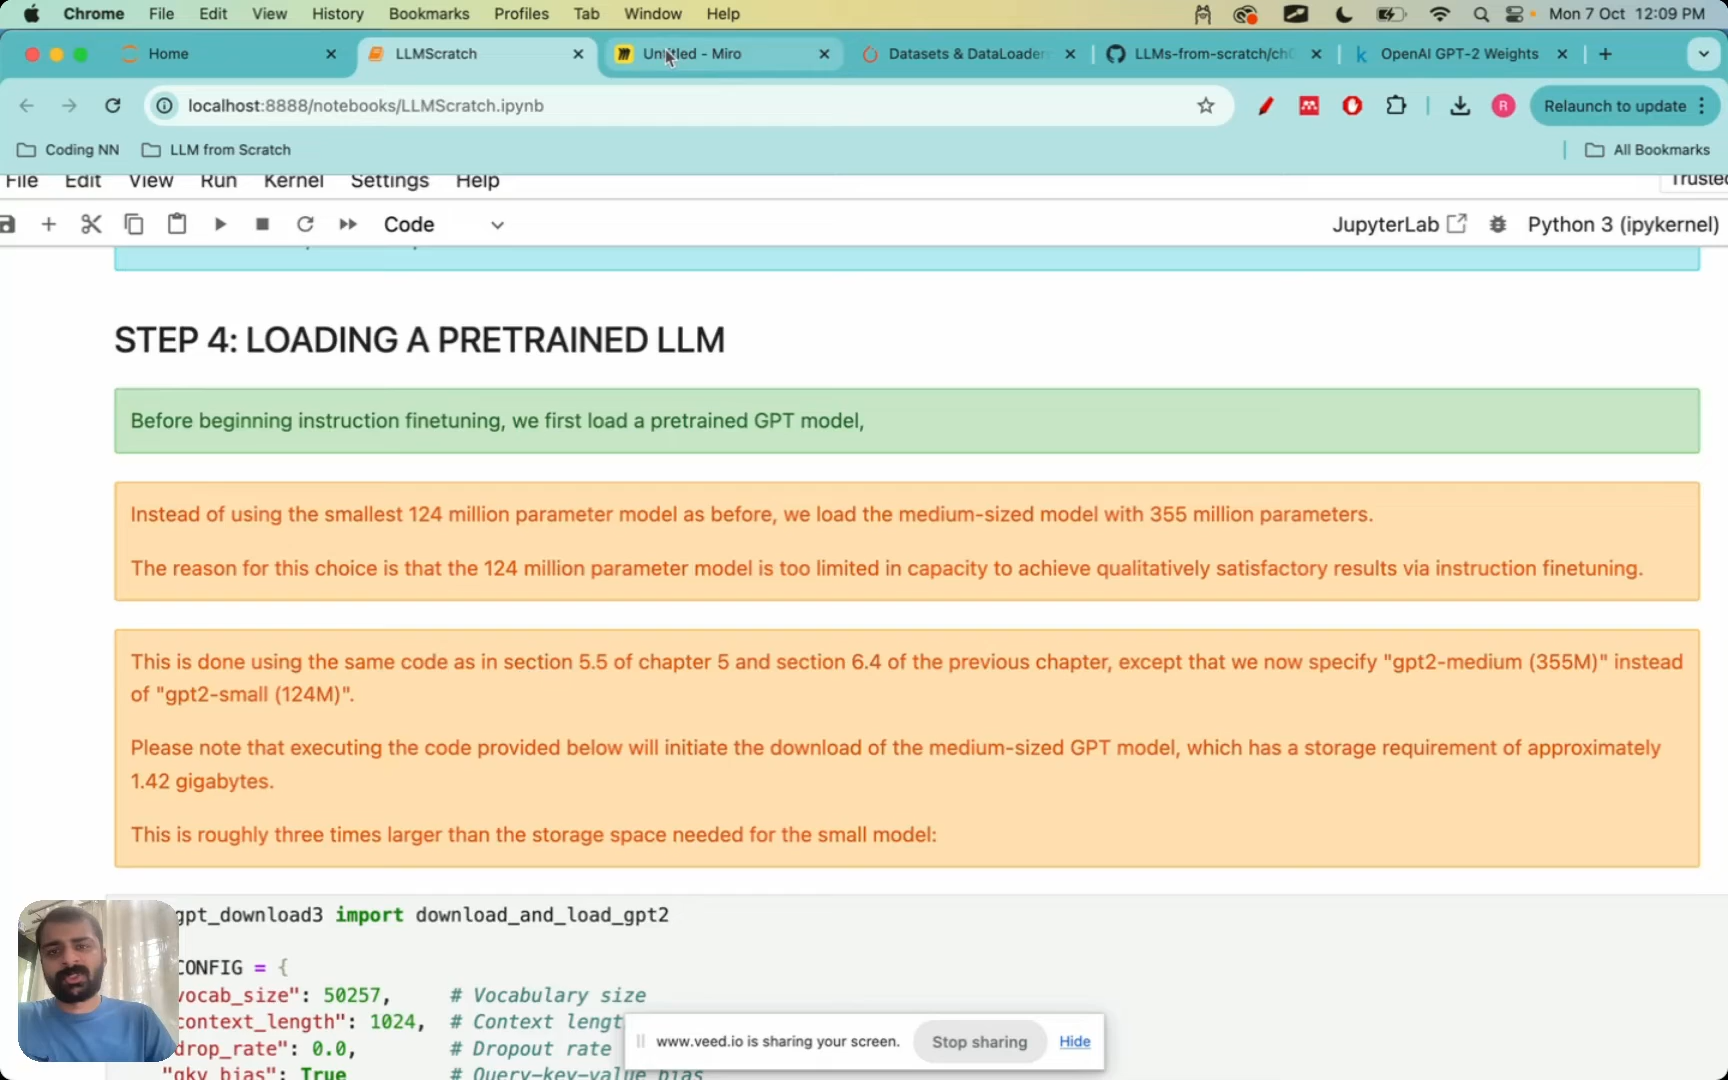 Chrome File Edit View History Bookmarks Profiles Tab Window Help Mon 7 Oct 12:09 PM
Home LLMScratch Untitled - Miro Datasets & DataLoader LLMs-from-scratch/ch OpenAI GPT-2 Weights
localhost:8888/notebooks/LLMScratch.ipynb R Relaunch to update
Coding NN LLM from Scratch All Bookmarks
File Edit View Run Kernel Settings Help Trusted
Code JupyterLab Python 3 (ipykernel)
STEP 4: LOADING A PRETRAINED LLM
Before beginning instruction finetuning, we first load a pretrained GPT model,
Instead of using the smallest 124 million parameter model as before, we load the medium-sized model with 355 million parameters.
The reason for this choice is that the 124 million parameter model is too limited in capacity to achieve qualitatively satisfactory results via instruction finetuning.
This is done using the same code as in section 5.5 of chapter 5 and section 6.4 of the previous chapter, except that we now specify "gpt2-medium (355M)" instead
of "gpt2-small (124M)".
Please note that executing the code provided below will initiate the download of the medium-sized GPT model, which has a storage requirement of approximately
1.42 gigabytes.
This is roughly three times larger than the storage space needed for the small model:
gpt_download3 import download_and_load_gpt2
CONFIG = {
vocab_size": 50257, # Vocabulary size
context_length": 1024, # Context lengt
drop_rate": 0.0, # Dropout rate
"qkv_bias": True # Query-key-value bias
www.veed.io is sharing your screen. Stop sharing Hide